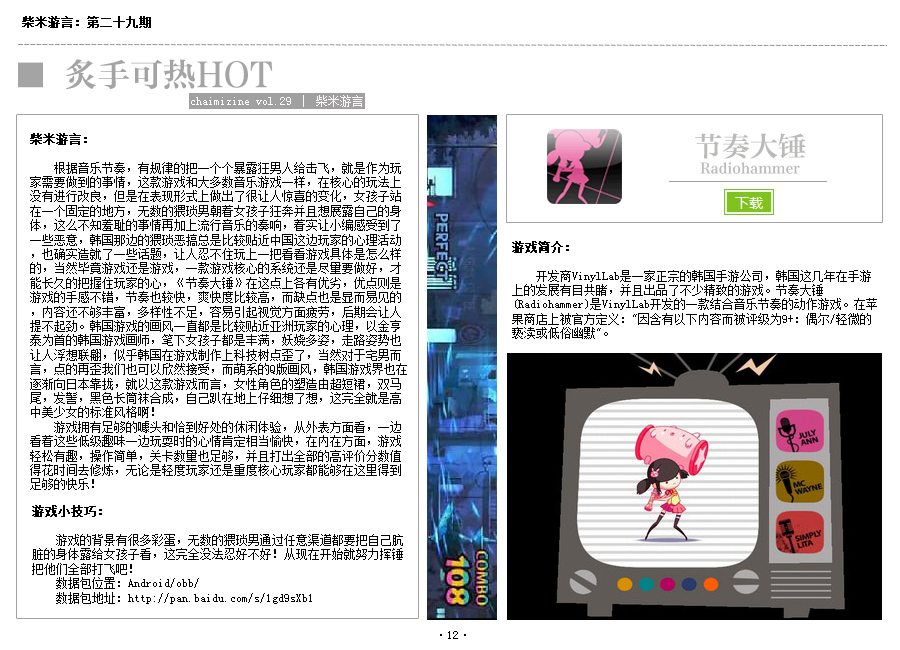 柴米游言：第二十九期
炙手可热HOT
chaimizine vol.29 | 柴米游言
柴米游言：
根据音乐节奏，有规律的把一个个暴露狂男人给击飞，就是作为玩
家需要做到的事情，这款游戏和大多数音乐游戏一样，在核心的玩法上
没有进行改良，但是在表现形式上做出了很让人惊喜的变化，女孩子站
在一个固定的地方，无数的猥琐男朝着女孩子狂奔并且想展露自己的身
体，这么不知羞耻的事情再加上流行音乐的奏响，着实让小编感受到了
一些恶意，韩国那边的猥琐恶搞总是比较贴近中国这边玩家的心理活动
，也确实造就了一些话题，让人忍不住玩上一把看看游戏具体是怎么样
的，当然毕竟游戏还是游戏，一款游戏核心的系统还是尽里要做好，才
能长久的把握住玩家的心，《节奏大锤》在这点上各有优劣，优点则是
游戏的手感不错，节奏也较快，爽快度比较高，而缺点也是显而易见的
，内容还不够丰富，多样性不足，容易引起视觉方面疲劳，后期会让人
提不起劲。韩国游戏的画风一直都是比较贴近亚洲玩家的心理，以金亨
泰为首的韩国游戏画师，笔下女孩子都是丰满，妖娆多姿，走路姿势也
让人浮想联翩，似乎韩国在游戏制作上科技树点歪了，当然对于宅男而
言，点的再歪我们也可以欣然接受，而萌系的Q版画风，韩国游戏界也在
逐渐向日本靠拢，就以这款游戏而言，女性角色的塑造由超短裙，双马
尾，发髻，黑色长筒袜合成，自己趴在地上仔细想了想，这完全就是高
中美少女的标准风格啊！
游戏拥有足够的噱头和恰到好处的休闲体验，从外表方面看，一边
看着这些低级趣味一边玩耍时的心情肯定相当愉快，在内在方面，游戏
轻松有趣，操作简单，关卡数量也足够，并且打出全部的高评价分数值
得花时间去修炼，无论是轻度玩家还是重度核心玩家都能够在这里得到
足够的快乐！
游戏小技巧：
游戏的背景有很多彩蛋，无数的猥琐男通过任意渠道都要把自己肮
脏的身体露给女孩子看，这完全没法忍好不好！从现在开始就努力挥锤
把他们全部打飞吧！
数据包位置：Android/obb/
数据包地址：http://pan.baidu.com/s/1gd9sXb1
PERFECT
COMBO
108
节奏大锤
Radiohammer
下载
游戏简介：
开发商VinylLab是一家正宗的韩国手游公司，韩国这几年在手游
上的发展有目共睹，并且出品了不少精致的游戏。节奏大锤
(Radiohammer)是VinylLab开发的一款结合音乐节奏的动作游戏。在苹
果商店上被官方定义：“因含有以下内容而被评级为9+：偶尔/轻微的
亵渎或低俗幽默”。
JULY
ANN
MC
WAYNE
SIMPLY
LITA
·12·